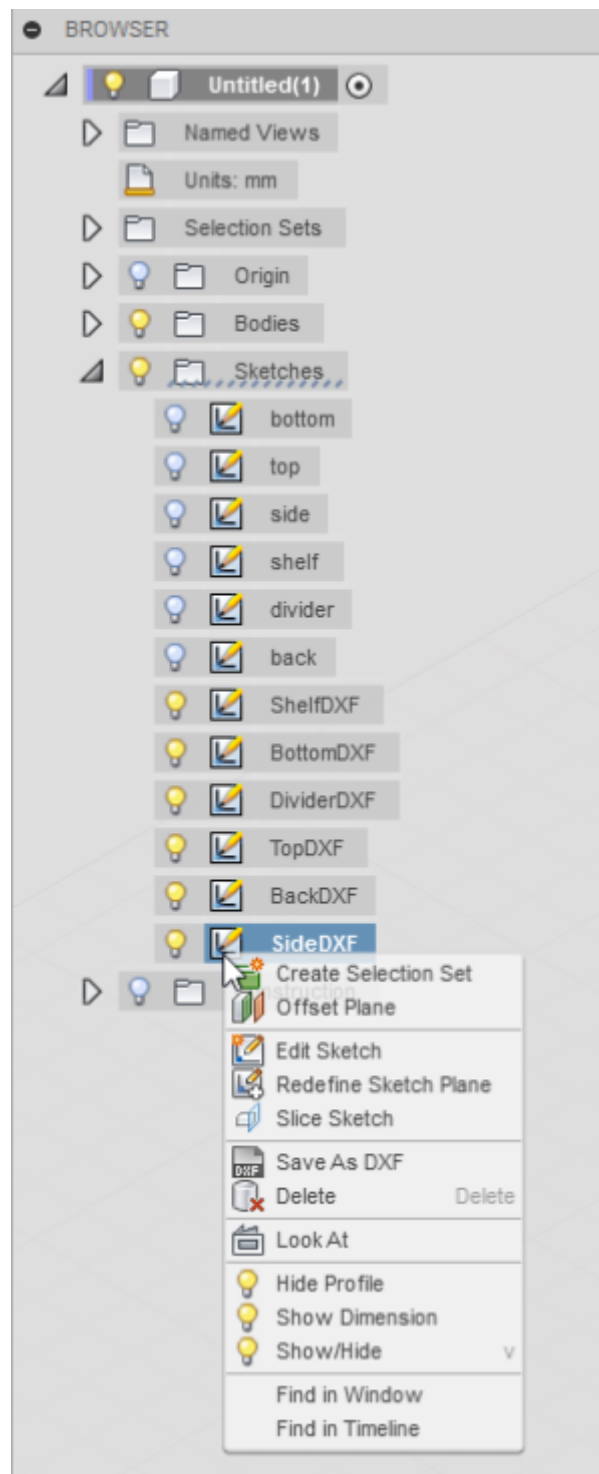 BROWSER
Untitled(1)
Named Views
Units: mm
Selection Sets
Origin
Bodies
Sketches
bottom
top
side
shelf
divider
back
ShelfDXF
BottomDXF
DividerDXF
TopDXF
BackDXF
SideDXF
Create Selection Set
nstruction
Offset Plane
Edit Sketch
Redefine Sketch Plane
Slice Sketch
DXF Save As DXF
Delete Delete
Look At
Hide Profile
Show Dimension
Show/Hide v
Find in Window
Find in Timeline